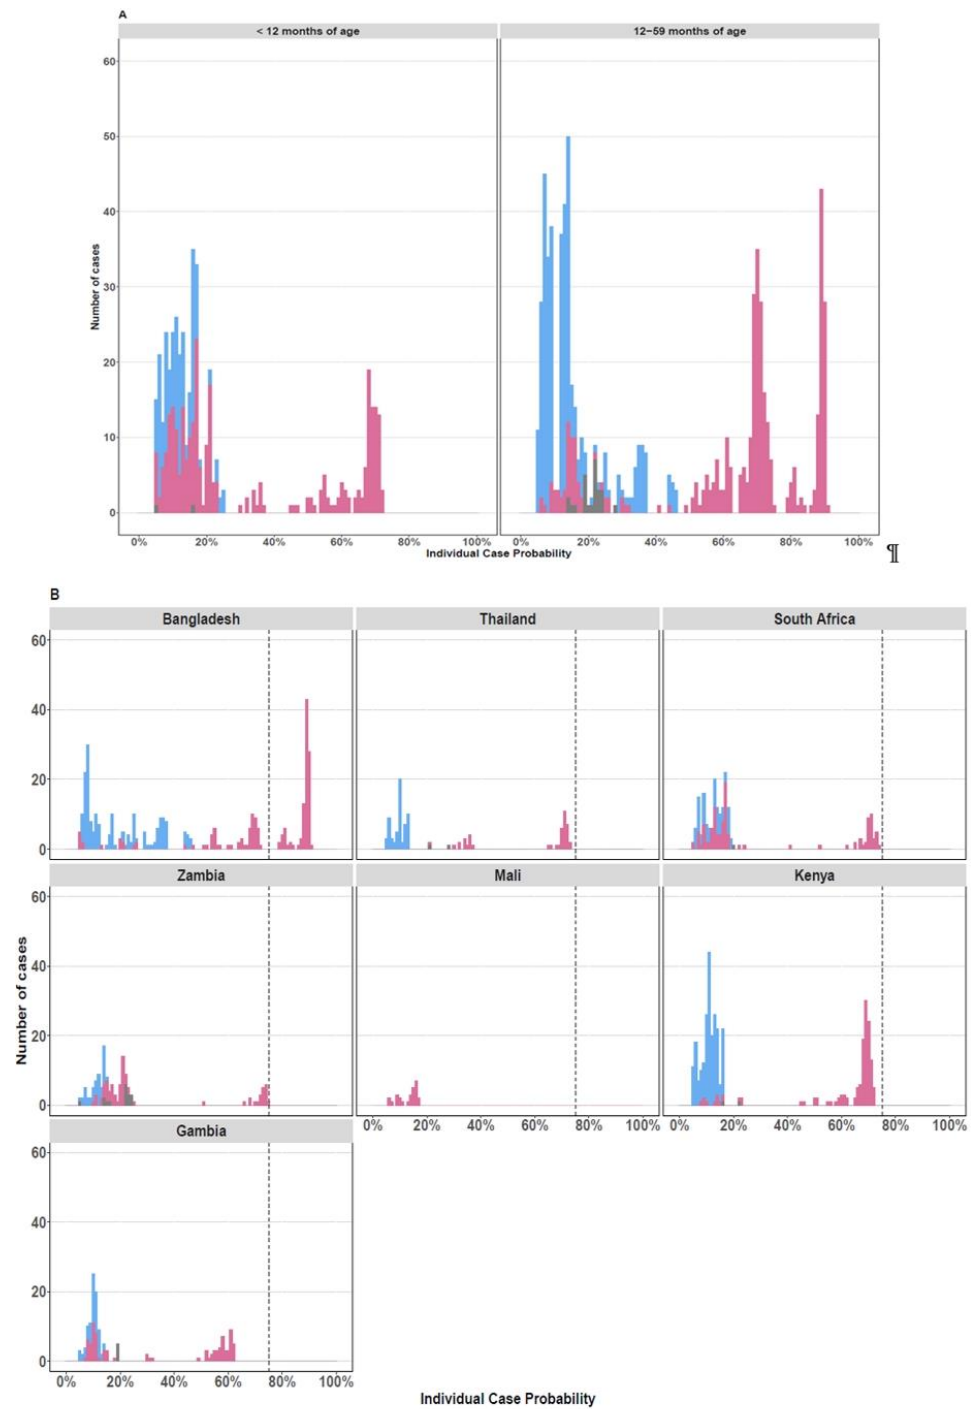 A
< 12 months of age
12−59 months of age
60
50
40
30
20
10
0
Number of cases
0% 20% 40% 60% 80% 100% 0% 20% 40% 60% 80% 100%
Individual Case Probability
¶
B
Bangladesh Thailand South Africa
60
40
20
0
Zambia Mali Kenya
60
40
20
0
Number of cases
0% 20% 40% 60% 80% 100% 0% 20% 40% 60% 80% 100%
Gambia
60
40
20
0
0% 20% 40% 60% 80% 100%
Individual Case Probability